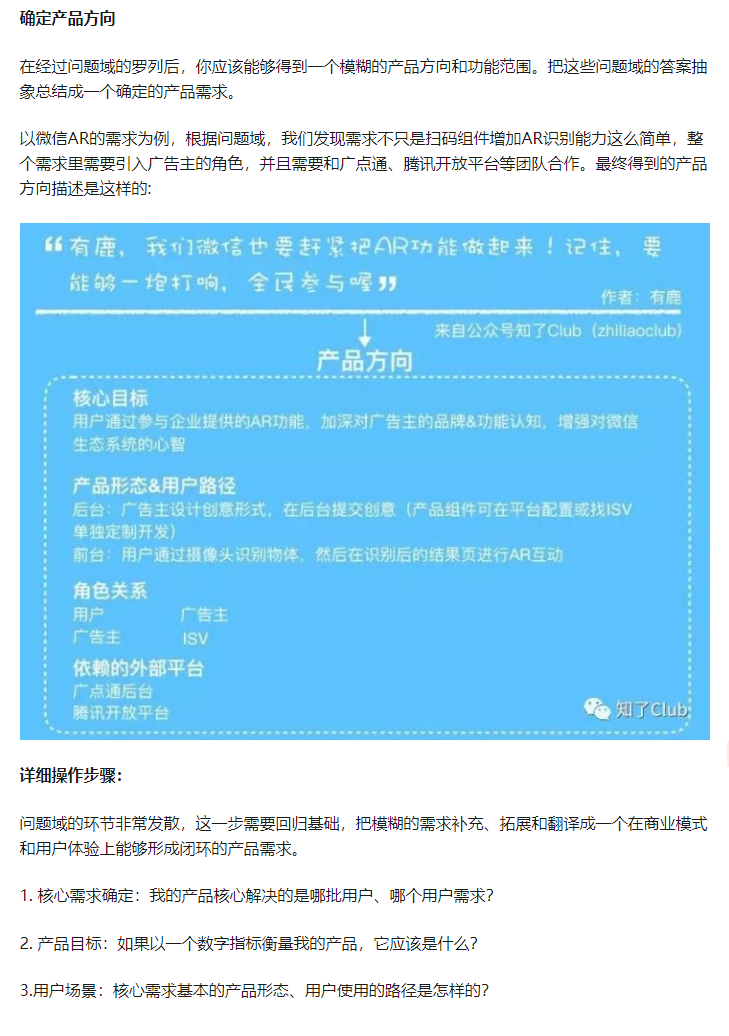 确定产品方向
在经过问题域的罗列后，你应该能够得到一个模糊的产品方向和功能范围。把这些问题域的答案抽
象总结成一个确定的产品需求。
以微信AR的需求为例，根据问题域，我们发现需求不只是扫码组件增加AR识别能力这么简单，整
个需求里需要引入广告主的角色，并且需要和广点通、腾讯开放平台等团队合作。最终得到的产品
方向描述是这样的:
“有鹿，我们微信也要赶紧把AR功能做起来！记住，要
能够一炮打响，全民参与喔”
作者：有鹿
来自公众号知了Club（zhiliaoclub）
产品方向
核心目标
用户通过参与企业提供的AR功能，加深对广告主的品牌&功能认知，增强对微信
生态系统的心智
产品形态&用户路径
后台：广告主设计创意形式，在后台提交创意（产品组件可在平台配置或找ISV
单独定制开发）
前台：用户通过摄像头识别物体，然后在识别后的结果页进行AR互动
角色关系
用户 广告主
广告主 ISV
依赖的外部平台
广点通后台
腾讯开放平台
知了Club
详细操作步骤：
问题域的环节非常发散，这一步需要回归基础，把模糊的需求补充、拓展和翻译成一个在商业模式
和用户体验上能够形成闭环的产品需求。
1. 核心需求确定：我的产品核心解决的是哪批用户、哪个用户需求?
2. 产品目标：如果以一个数字指标衡量我的产品，它应该是什么?
3.用户场景：核心需求基本的产品形态、用户使用的路径是怎样的?